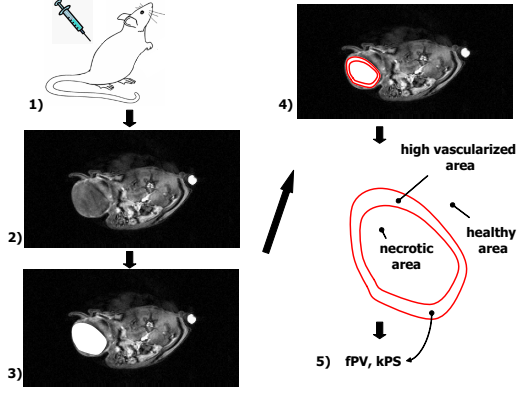 1)
2)
3)
4)
high vascularized
area
healthy
area
necrotic
area
5) fPV, kPS